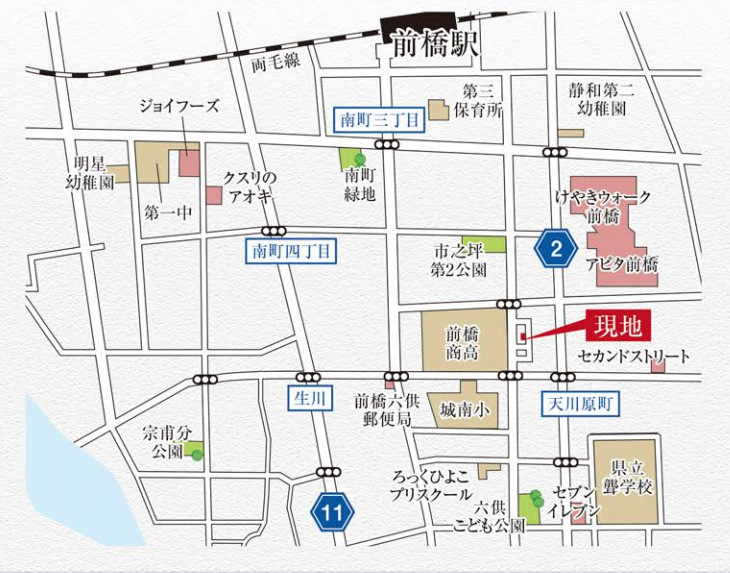 前橋駅
両毛線
ジョイフーズ
第三
保育所
静和第二
幼稚園
南町三丁目
明星
幼稚園
クスリの
アオキ
第一中
南町
緑地
けやきウォーク
前橋
南町四丁目
市之坪
第2公園
2
アピタ前橋
現地
前橋
商高
セカンドストリート
生川
前橋六供
郵便局
城南小
天川原町
宗甫分
公園
ろっくひよこ
プリスクール
県立
聾学校
11
六供
こども公園
セブン
イレブン